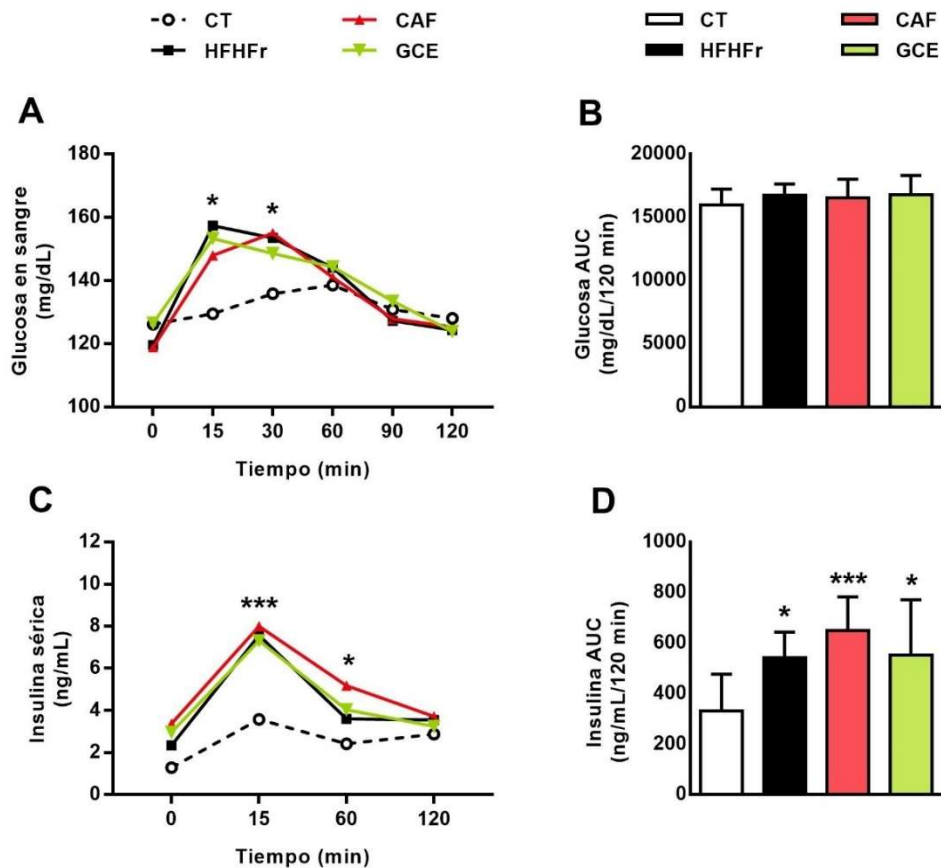 CT
CAF
HFHFr
GCE
CT
CAF
HFHFr
GCE
A
Glucosa en sangre
(mg/dL)
180
160
140
120
100
*
*
0
15
30
60
90
120
Tiempo (min)
B
Glucosa AUC
(mg/dL/120 min)
20000
15000
10000
5000
0
C
Insulina sérica
(ng/mL)
12
10
8
6
4
2
0
***
*
0
15
60
120
Tiempo (min)
D
Insulina AUC
(ng/mL/120 min)
1000
800
600
400
200
0
*
***
*